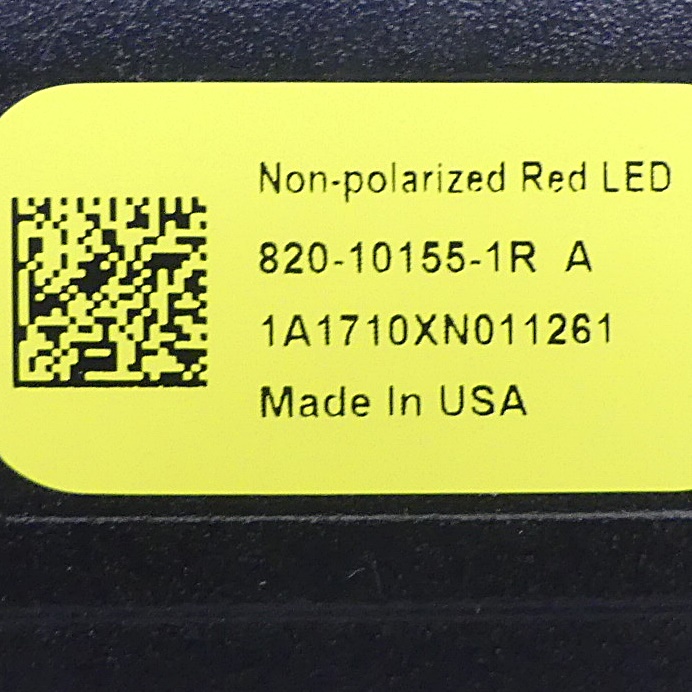 Non-polarized Red LED
820-10155-1R A
1A1710XN011261
Made In USA